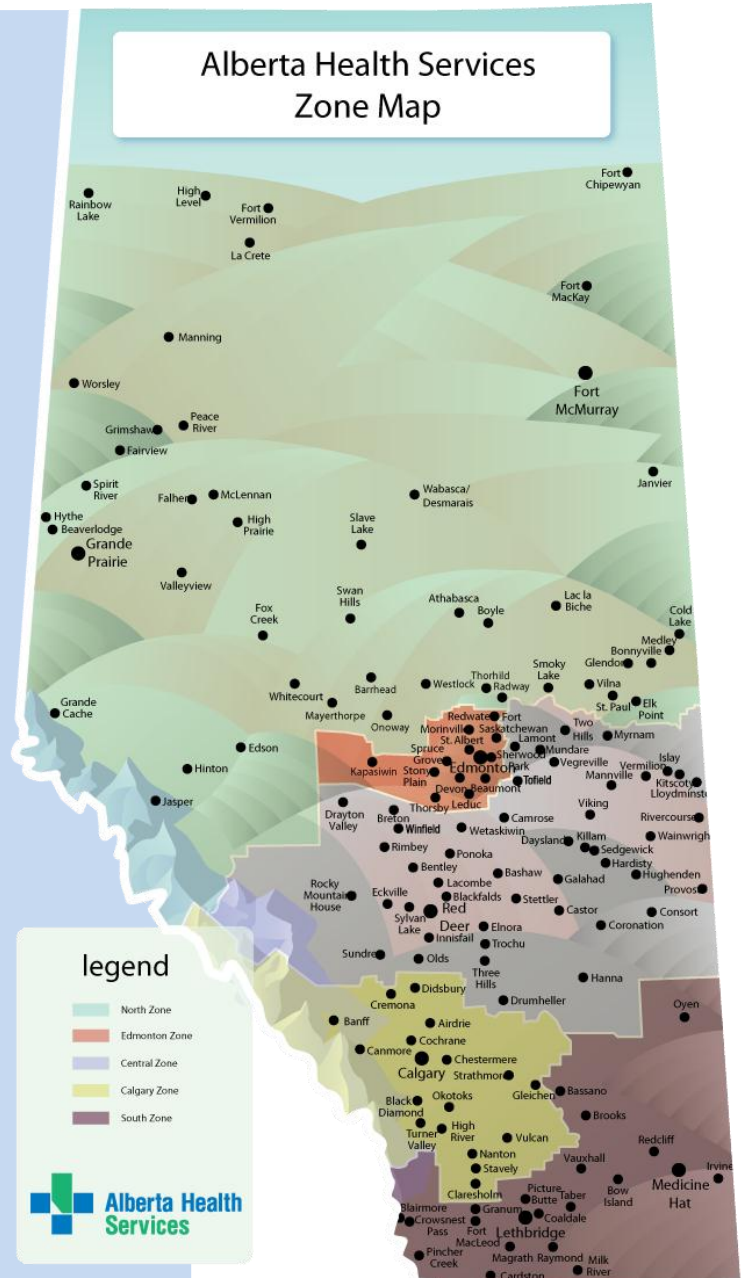 Alberta Health Services
Zone Map
Fort
Chipewyan
Rainbow
Lake
High
Level
Fort
Vermilion
La Crete
Fort
MacKay
Manning
Worsley
Fort
McMurray
Peace
River
Grimshaw
Fairview
Janvier
Spirit
River
Falher
McLennan
Wabasca/
Desmarais
Hythe
Beaverlodge
High
Prairie
Slave
Lake
Grande
Prairie
Valleyview
Swan
Hills
Athabasca
Boyle
Lac la
Biche
Fox
Creek
Cold
Lake
Medley
Bonnyville
Glendon
Smoky
Lake
Thorhild
Radway
Westlock
Barrhead
Whitecourt
Vilna
St. Paul
Elk
Point
Grande
Cache
Mayerthorpe
Onoway
Redwater
Fort
Saskatchewan
Morinville
St. Albert
Two
Hills
Myrnam
Lamont
Mundare
Edson
Spruce
Grove
Sherwood
Park
Vegreville
Islay
Vermilion
Hinton
Kapasiwin
Stony
Plain
Edmonton
Tofield
Mannville
Kitscoty
Lloydminst
Devon
Beaumont
Jasper
Thorsby
Leduc
Drayton
Valley
Breton
Winfield
Camrose
Viking
Rivercourse
Wetaskiwin
Daysland
Killam
Wainwrigh
Rimbey
Ponoka
Sedgewick
Hardisty
Bentley
Bashaw
Galahad
Hughenden
Provost
Rocky
Mountain
House
Eckville
Lacombe
Blackfalds
Stettler
Sylvan
Lake
Red
Deer
Castor
Consort
Elnora
Coronation
Innisfail
Trochu
Sundre
Olds
Three
Hills
Hanna
Didsbury
Cremona
Drumheller
Oyen
Banff
Airdrie
Cochrane
Canmore
Chestermere
Calgary
Strathmore
Gleichen
Bassano
Black
Diamond
Okotoks
Brooks
Turner
Valley
High
River
Vulcan
Redcliff
Nanton
Vauxhall
Stavely
Irvine
Medicine
Hat
Claresholm
Picture
Butte
Taber
Bow
Island
Blairmore
Granum
Coaldale
Crowsnest
Pass
Fort
MacLeod
Lethbridge
Pincher
Creek
Magrath
Raymond
Milk
River
Cardston
legend
North Zone
Edmonton Zone
Central Zone
Calgary Zone
South Zone
Alberta Health
Services